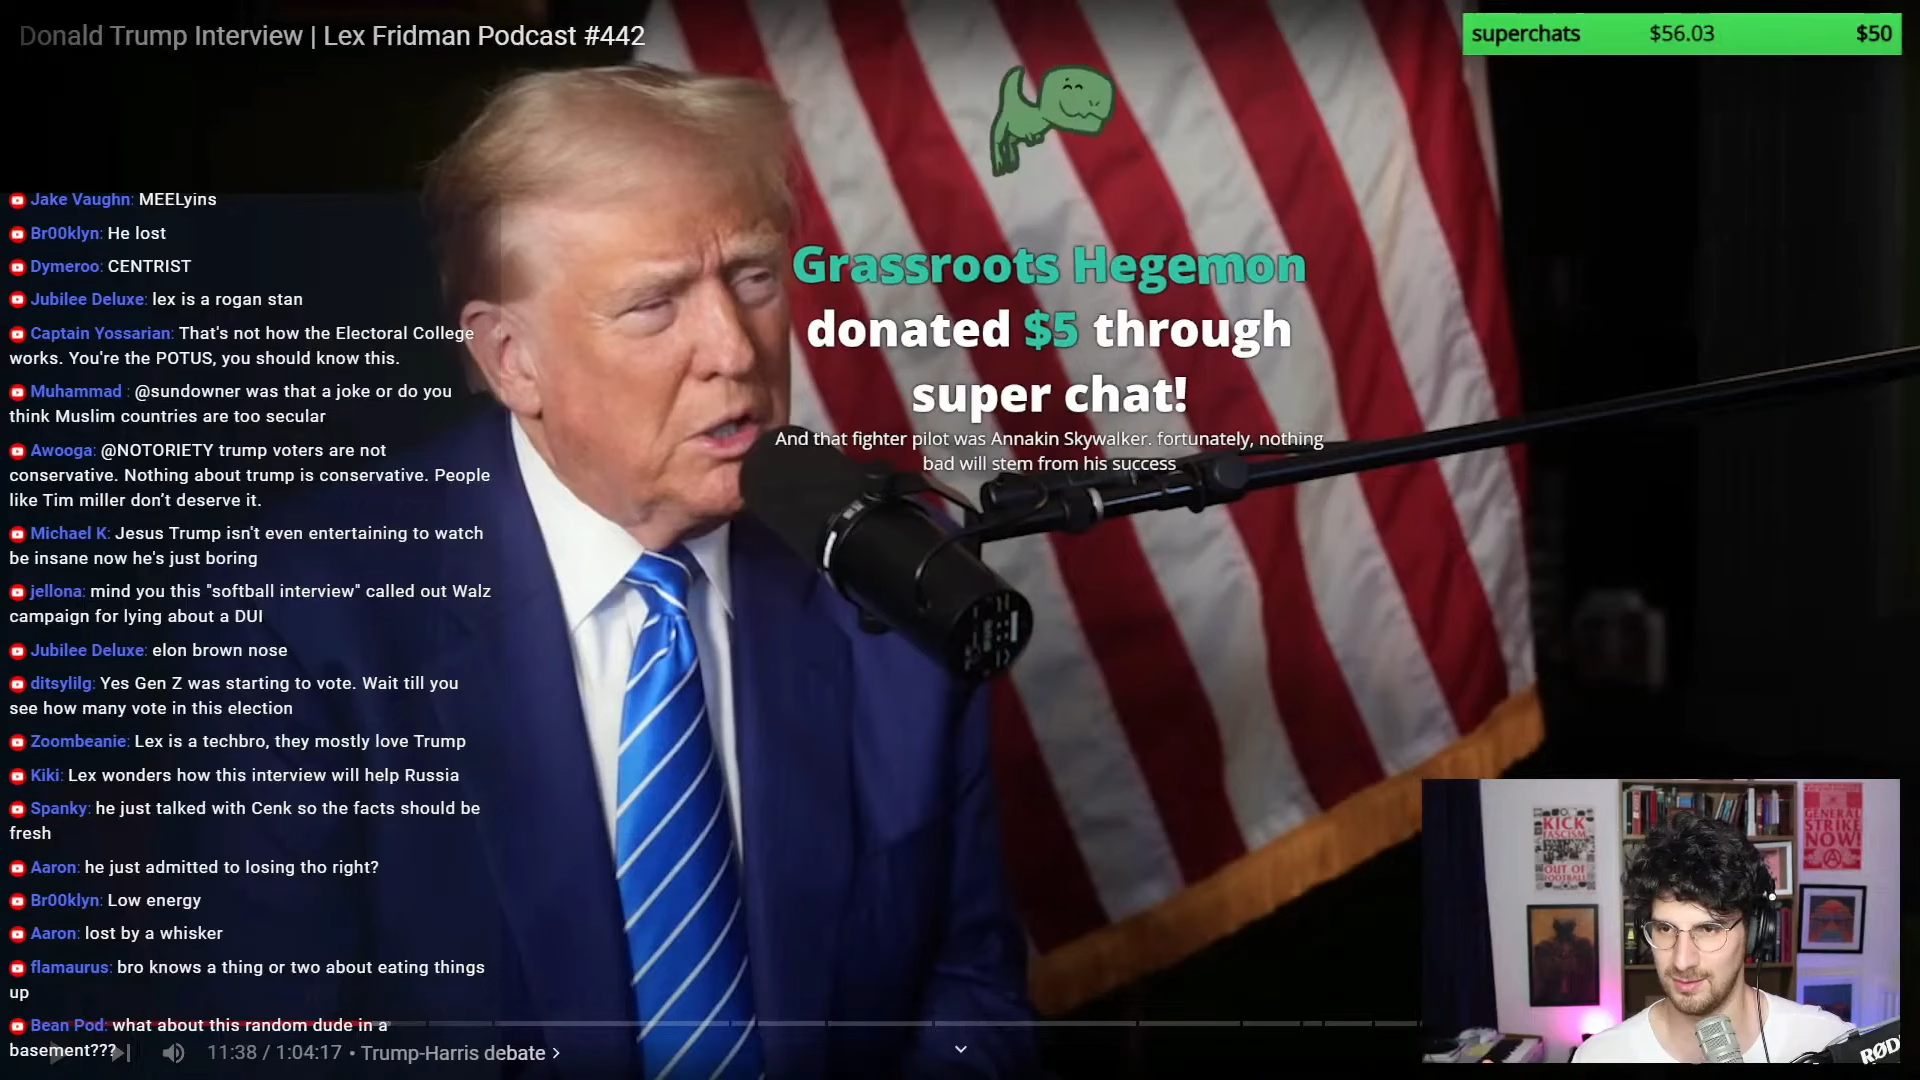 Donald Trump Interview | Lex Fridman Podcast #442
superchats $56.03 $50
Grassroots Hegemon
donated $5 through
super chat!
And that fighter pilot was Annakin Skywalker. fortunately, nothing
bad will stem from his success
Jake Vaughn: MEELyins
Br00klyn: He lost
Dymeroo: CENTRIST
Jubilee Deluxe: lex is a rogan stan
Captain Yossarian: That's not how the Electoral College
works. You're the POTUS, you should know this.
Muhammad : @sundowner was that a joke or do you
think Muslim countries are too secular
Awooga: @NOTORIETY trump voters are not
conservative. Nothing about trump is conservative. People
like Tim miller don’t deserve it.
Michael K: Jesus Trump isn't even entertaining to watch
be insane now he's just boring
jellona: mind you this "softball interview" called out Walz
campaign for lying about a DUI
Jubilee Deluxe: elon brown nose
ditsylilg: Yes Gen Z was starting to vote. Wait till you
see how many vote in this election
Zoombeanie: Lex is a techbro, they mostly love Trump
Kiki: Lex wonders how this interview will help Russia
Spanky: he just talked with Cenk so the facts should be
fresh
Aaron: he just admitted to losing tho right?
Br00klyn: Low energy
Aaron: lost by a whisker
flamaurus: bro knows a thing or two about eating things
up
Bean Pod: what about this random dude in a
basement???
11:38 / 1:04:17 • Trump-Harris debate
KICK
FASCISM
OUT OF
FOOTBALL
GENERAL
STRIKE
NOW!
RØD